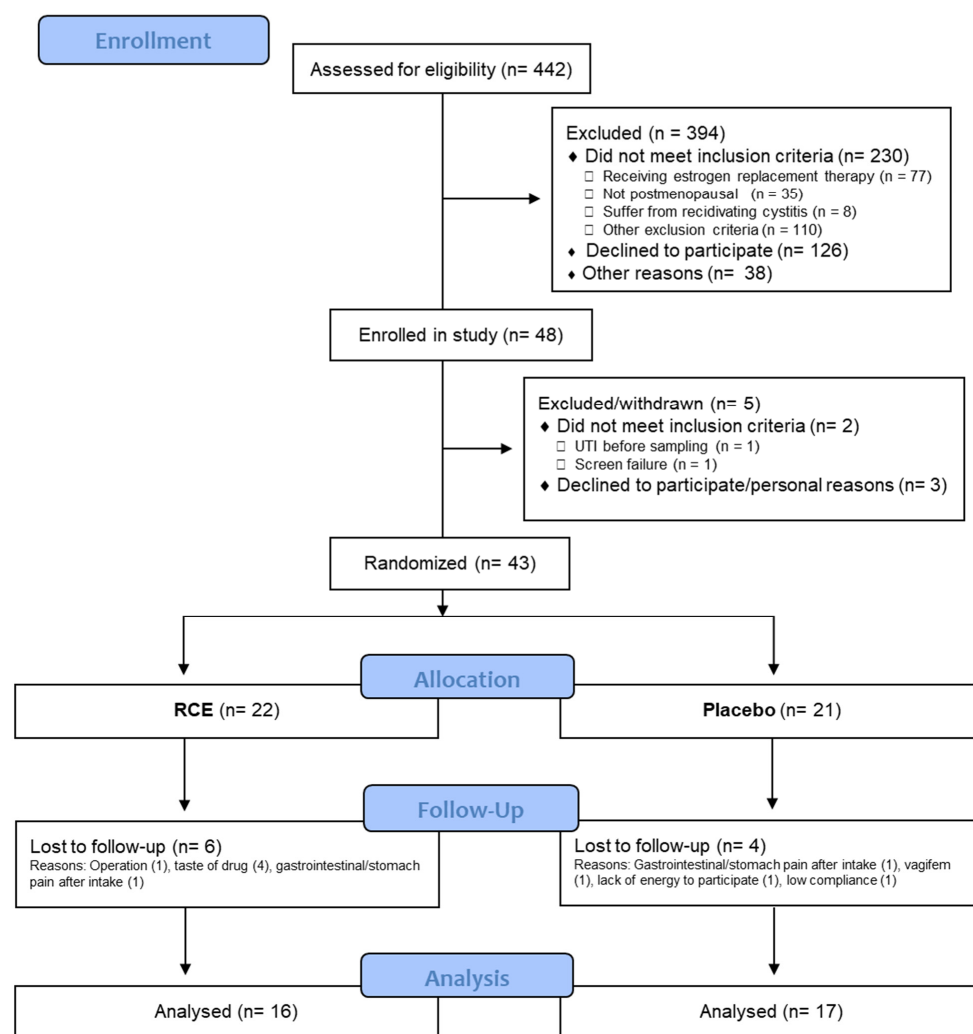 Enrollment
Assessed for eligibility (n= 442)
Excluded (n = 394)
♦ Did not meet inclusion criteria (n= 230)
□ Receiving estrogen replacement therapy (n = 77)
□ Not postmenopausal (n = 35)
□ Suffer from recidivating cystitis (n = 8)
□ Other exclusion criteria (n = 110)
♦ Declined to participate (n= 126)
♦ Other reasons (n= 38)
Enrolled in study (n= 48)
Excluded/withdrawn (n= 5)
♦ Did not meet inclusion criteria (n= 2)
□ UTI before sampling (n = 1)
□ Screen failure (n = 1)
♦ Declined to participate/personal reasons (n= 3)
Randomized (n= 43)
Allocation
RCE (n= 22)
Placebo (n= 21)
Follow-Up
Lost to follow-up (n= 6)
Reasons: Operation (1), taste of drug (4), gastrointestinal/stomach
pain after intake (1)
Lost to follow-up (n= 4)
Reasons: Gastrointestinal/stomach pain after intake (1), vagifem
(1), lack of energy to participate (1), low compliance (1)
Analysis
Analysed (n= 16)
Analysed (n= 17)